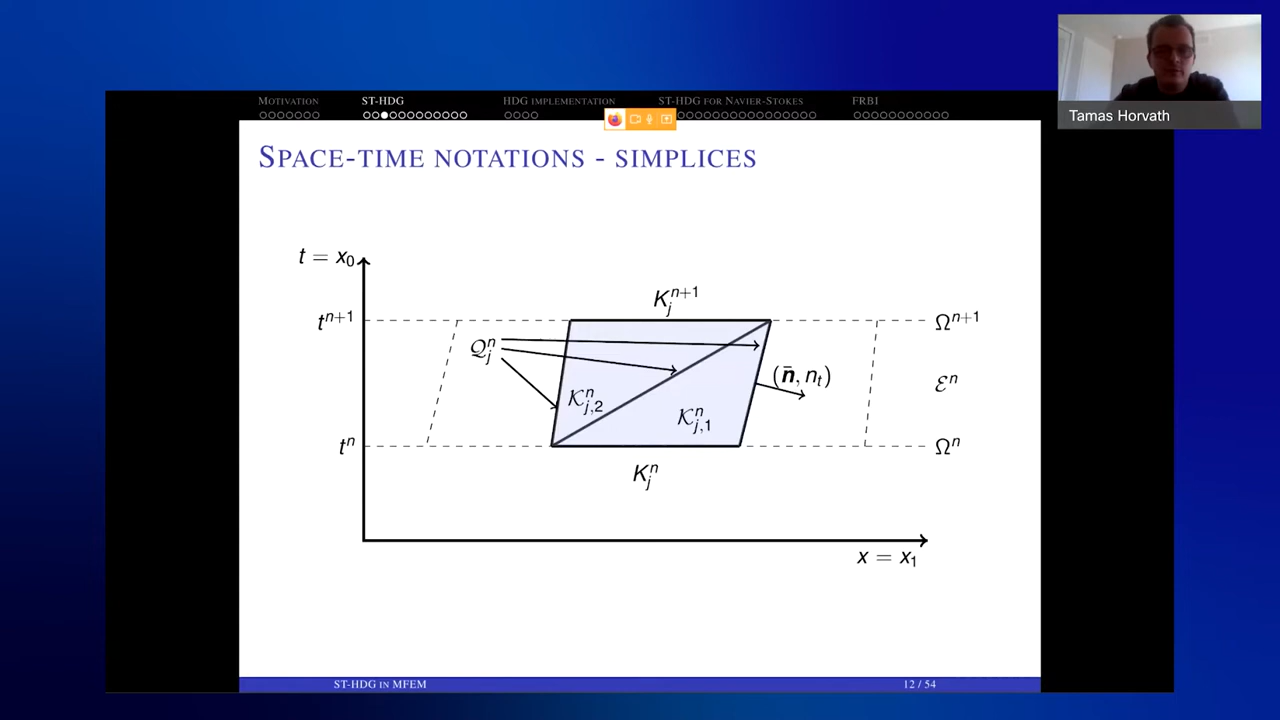 MOTIVATION ST-HDG HDG IMPLEMENTATION ST-HDG FOR NAVIER-STOKES FRBI
Tamas Horvath
SPACE-TIME NOTATIONS - SIMPLICES
t = x₀
K_j^{n+1}
t^{n+1} Ω^{n+1}
𝒬_j^n
(n̄, n_t) ℰ^n
𝒦_{j,2}^n
𝒦_{j,1}^n
t^n Ω^n
K_j^n
x = x₁
ST-HDG IN MFEM 12 / 54